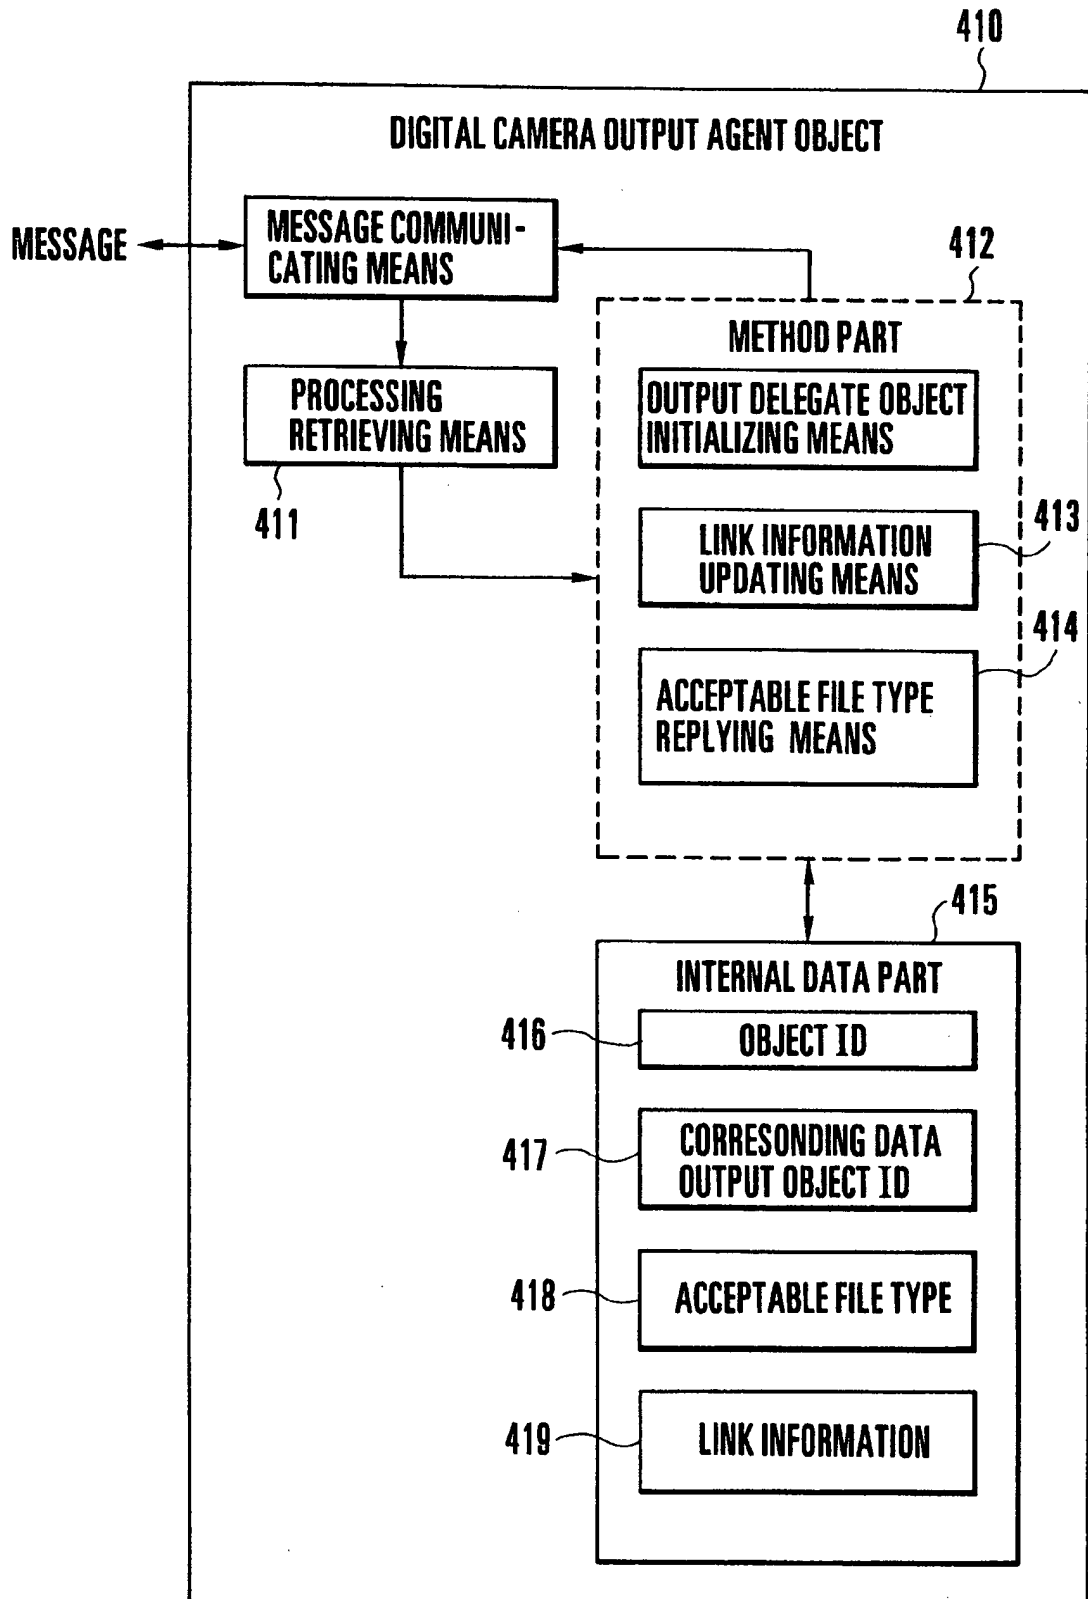 410
DIGITAL CAMERA OUTPUT AGENT OBJECT
MESSAGE
MESSAGE COMMUNI-
CATING MEANS
412
PROCESSING
RETRIEVING MEANS
411
METHOD PART
OUTPUT DELEGATE OBJECT
INITIALIZING MEANS
413
LINK INFORMATION
UPDATING MEANS
414
ACCEPTABLE FILE TYPE
REPLYING MEANS
415
INTERNAL DATA PART
416
OBJECT ID
417
CORRESONDING DATA
OUTPUT OBJECT ID
418
ACCEPTABLE FILE TYPE
419
LINK INFORMATION